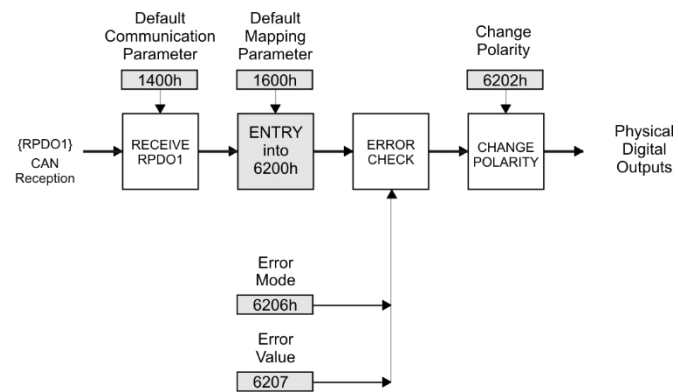 Default
Communication
Parameter
1400h
Default
Mapping
Parameter
1600h
Change
Polarity
6202h
{RPDO1}
CAN
Reception
RECEIVE
RPDO1
ENTRY
into
6200h
ERROR
CHECK
CHANGE
POLARITY
Physical
Digital
Outputs
Error
Mode
6206h
Error
Value
6207